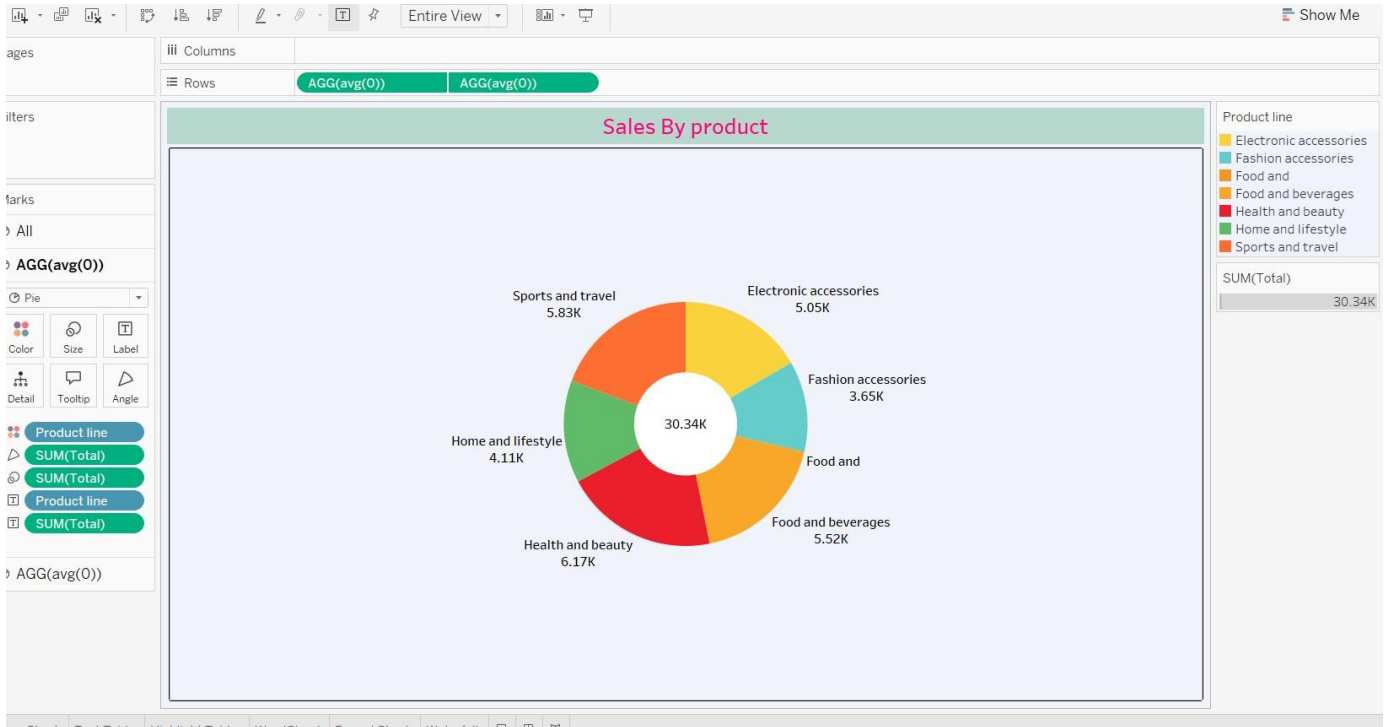 Entire View
Show Me
ages
iii Columns
Rows
AGG(avg(0))
AGG(avg(0))
ilters
Marks
All
AGG(avg(0))
Pie
Color
Size
Label
Detail
Tooltip
Angle
Product line
SUM(Total)
SUM(Total)
Product line
SUM(Total)
AGG(avg(0))
Sales By product
Sports and travel
5.83K
Electronic accessories
5.05K
Fashion accessories
3.65K
30.34K
Home and lifestyle
4.11K
Food and
Food and beverages
5.52K
Health and beauty
6.17K
Product line
Electronic accessories
Fashion accessories
Food and
Food and beverages
Health and beauty
Home and lifestyle
Sports and travel
SUM(Total)
30.34K